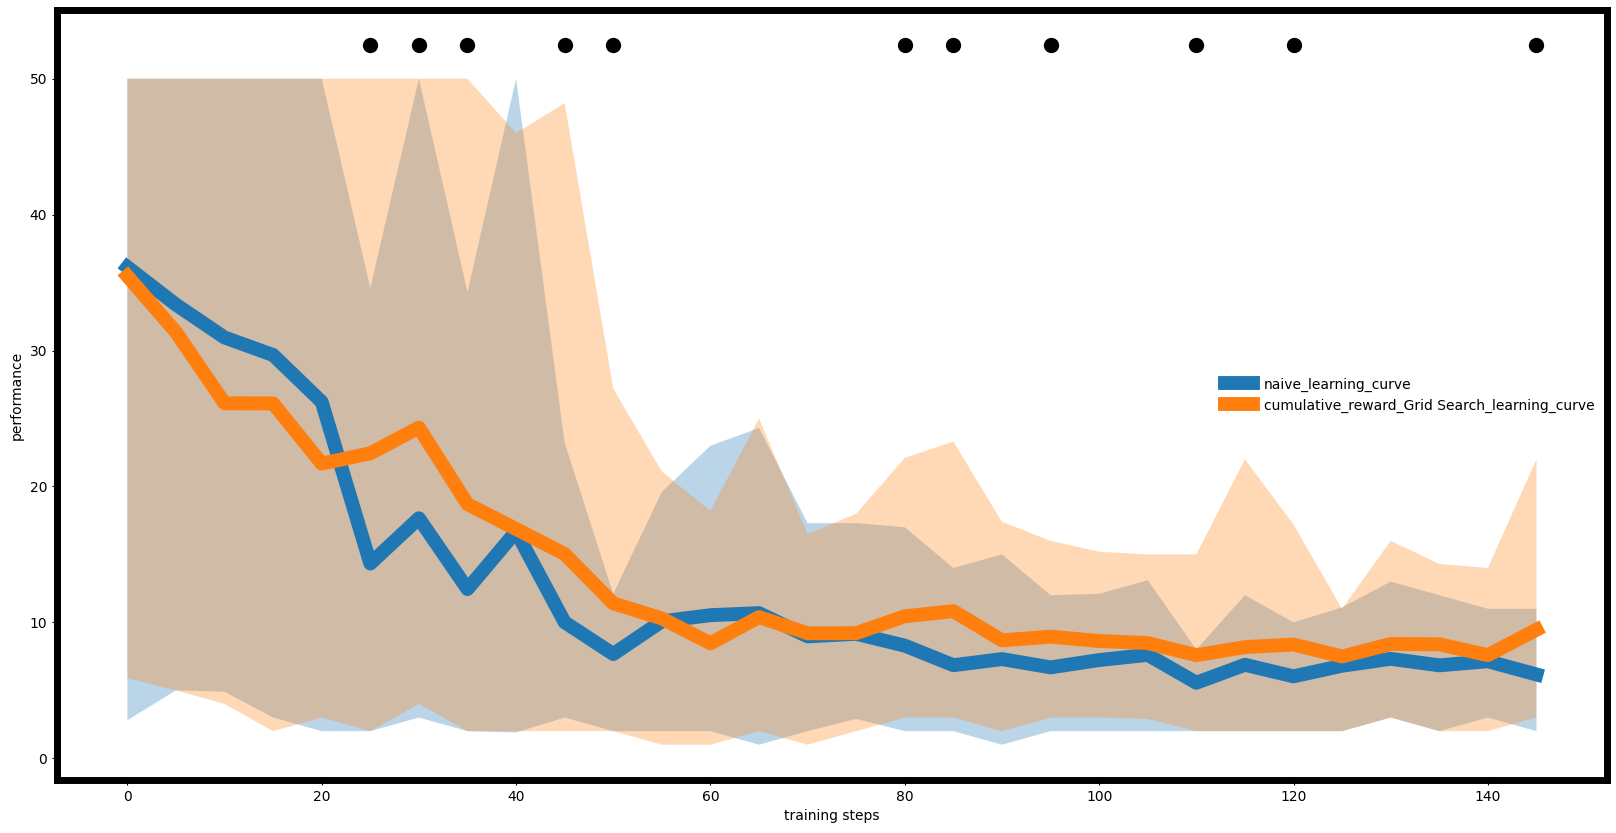 50
40
30
20
10
0
performance
naive_learning_curve
cumulative_reward_Grid Search_learning_curve
0 20 40 60 80 100 120 140
training steps